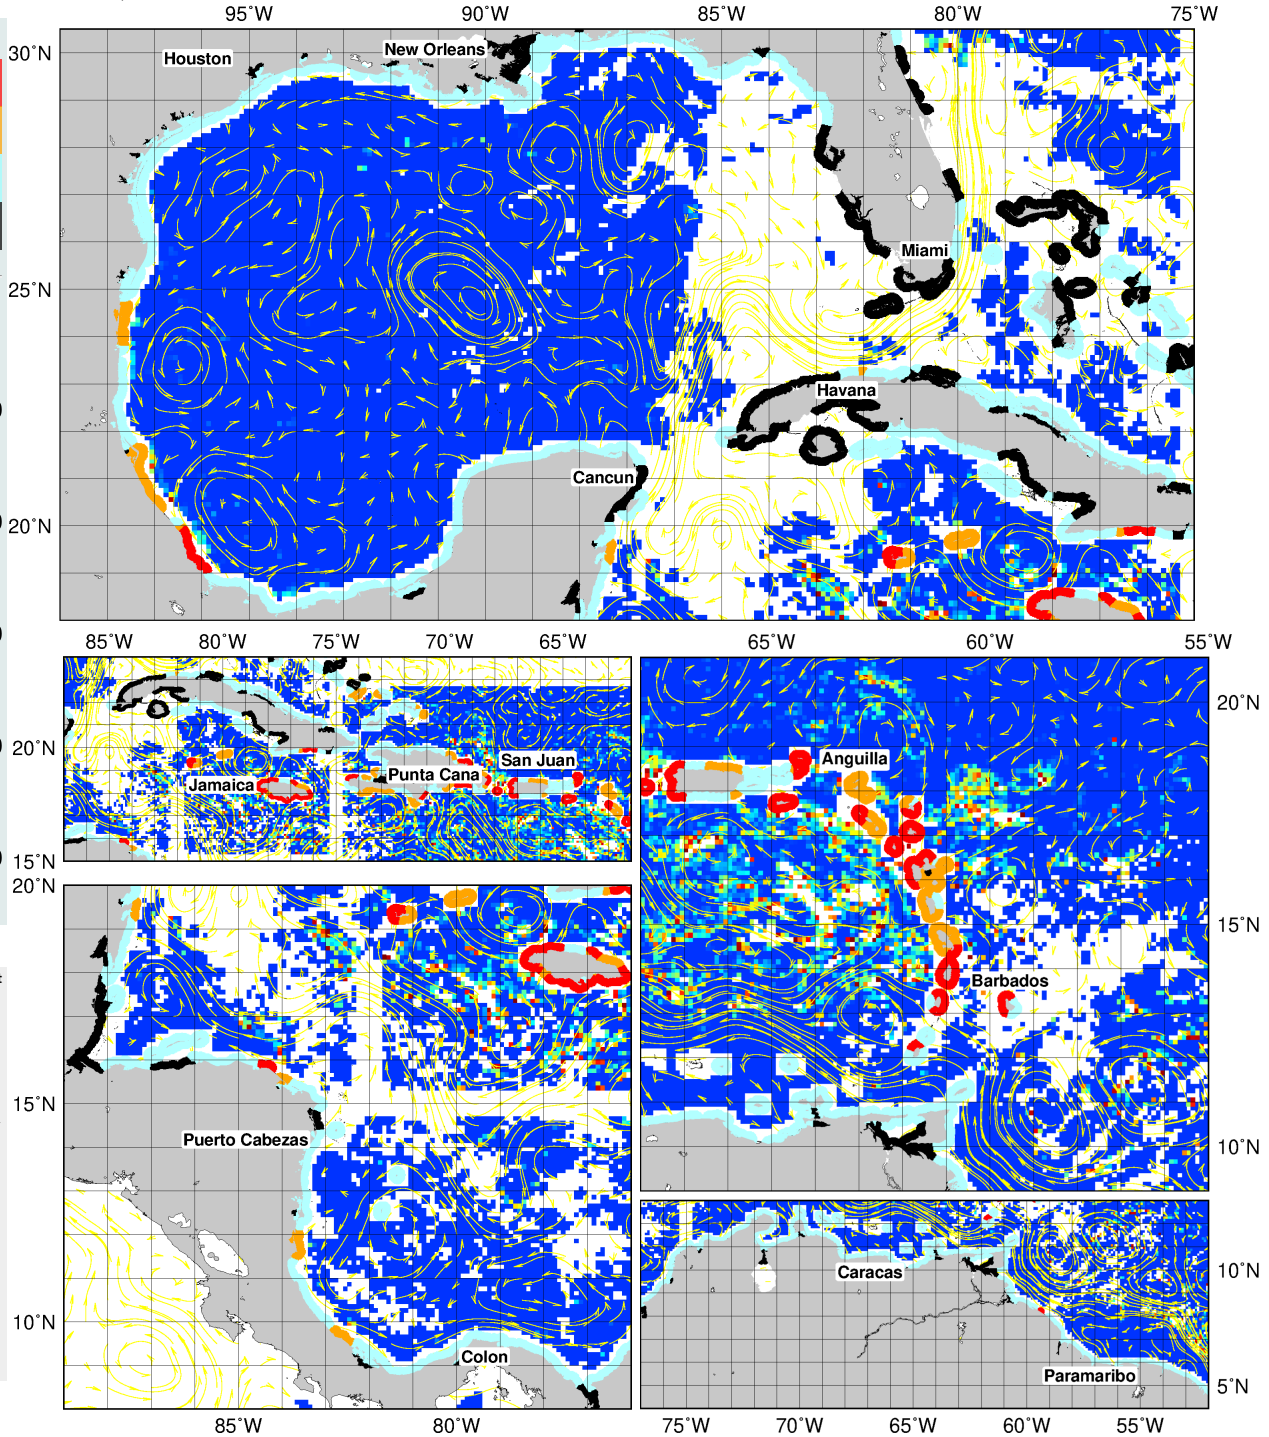 95°W 90°W 85°W 80°W 75°W
30°N
Houston
New Orleans
Miami
25°N
Havana
Cancun
20°N
85°W 80°W 75°W 70°W 65°W
65°W 60°W 55°W
20°N
San Juan
Jamaica
Punta Cana
15°N
Anguilla
20°N
15°N
Barbados
10°N
20°N
15°N
Puerto Cabezas
10°N
Colon
85°W 80°W
Caracas
10°N
Paramaribo
5°N
75°W 70°W 65°W 60°W 55°W